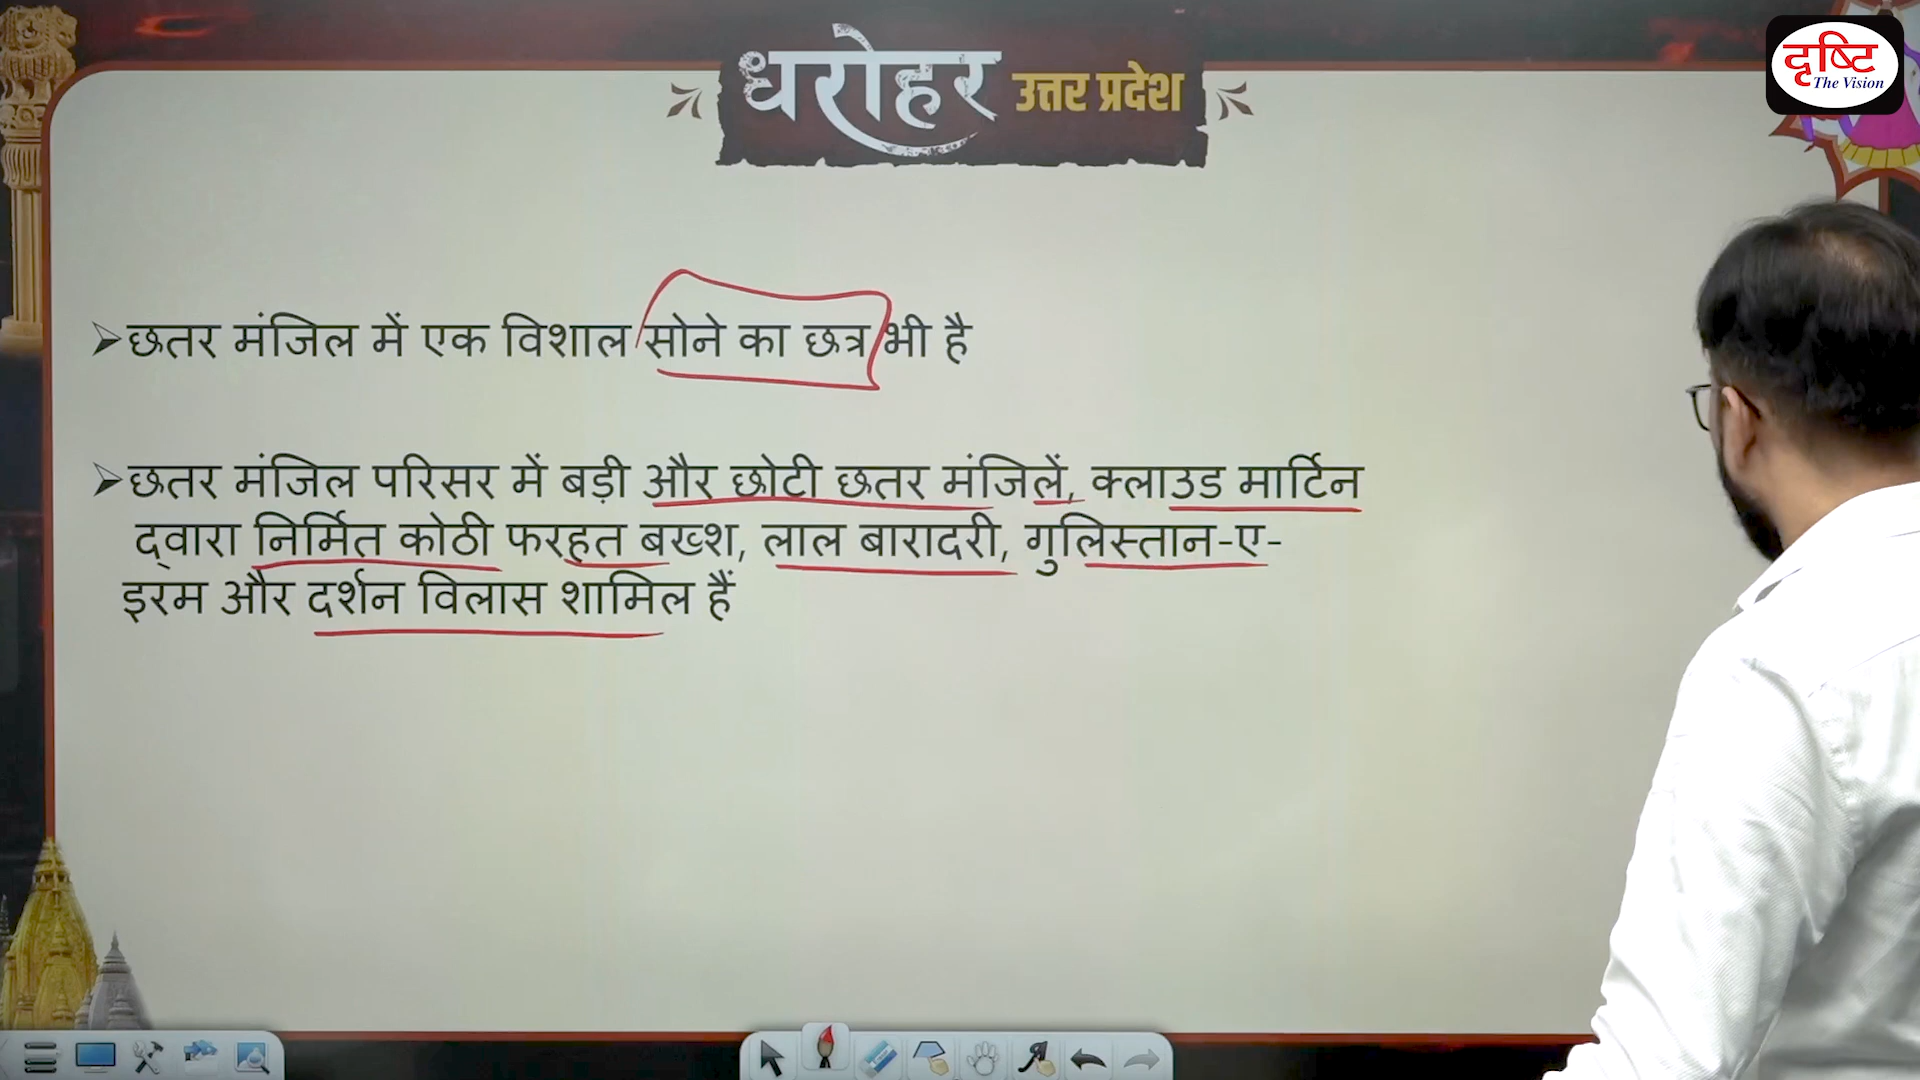 धरोहर उत्तर प्रदेश
दृष्टि
The Vision
➢छतर मंजिल में एक विशाल सोने का छत्र भी है
➢छतर मंजिल परिसर में बड़ी और छोटी छतर मंजिलें, क्लाउड मार्टिन
द्वारा निर्मित कोठी फरहत बख्श, लाल बारादरी, गुलिस्तान-ए-
इरम और दर्शन विलास शामिल हैं